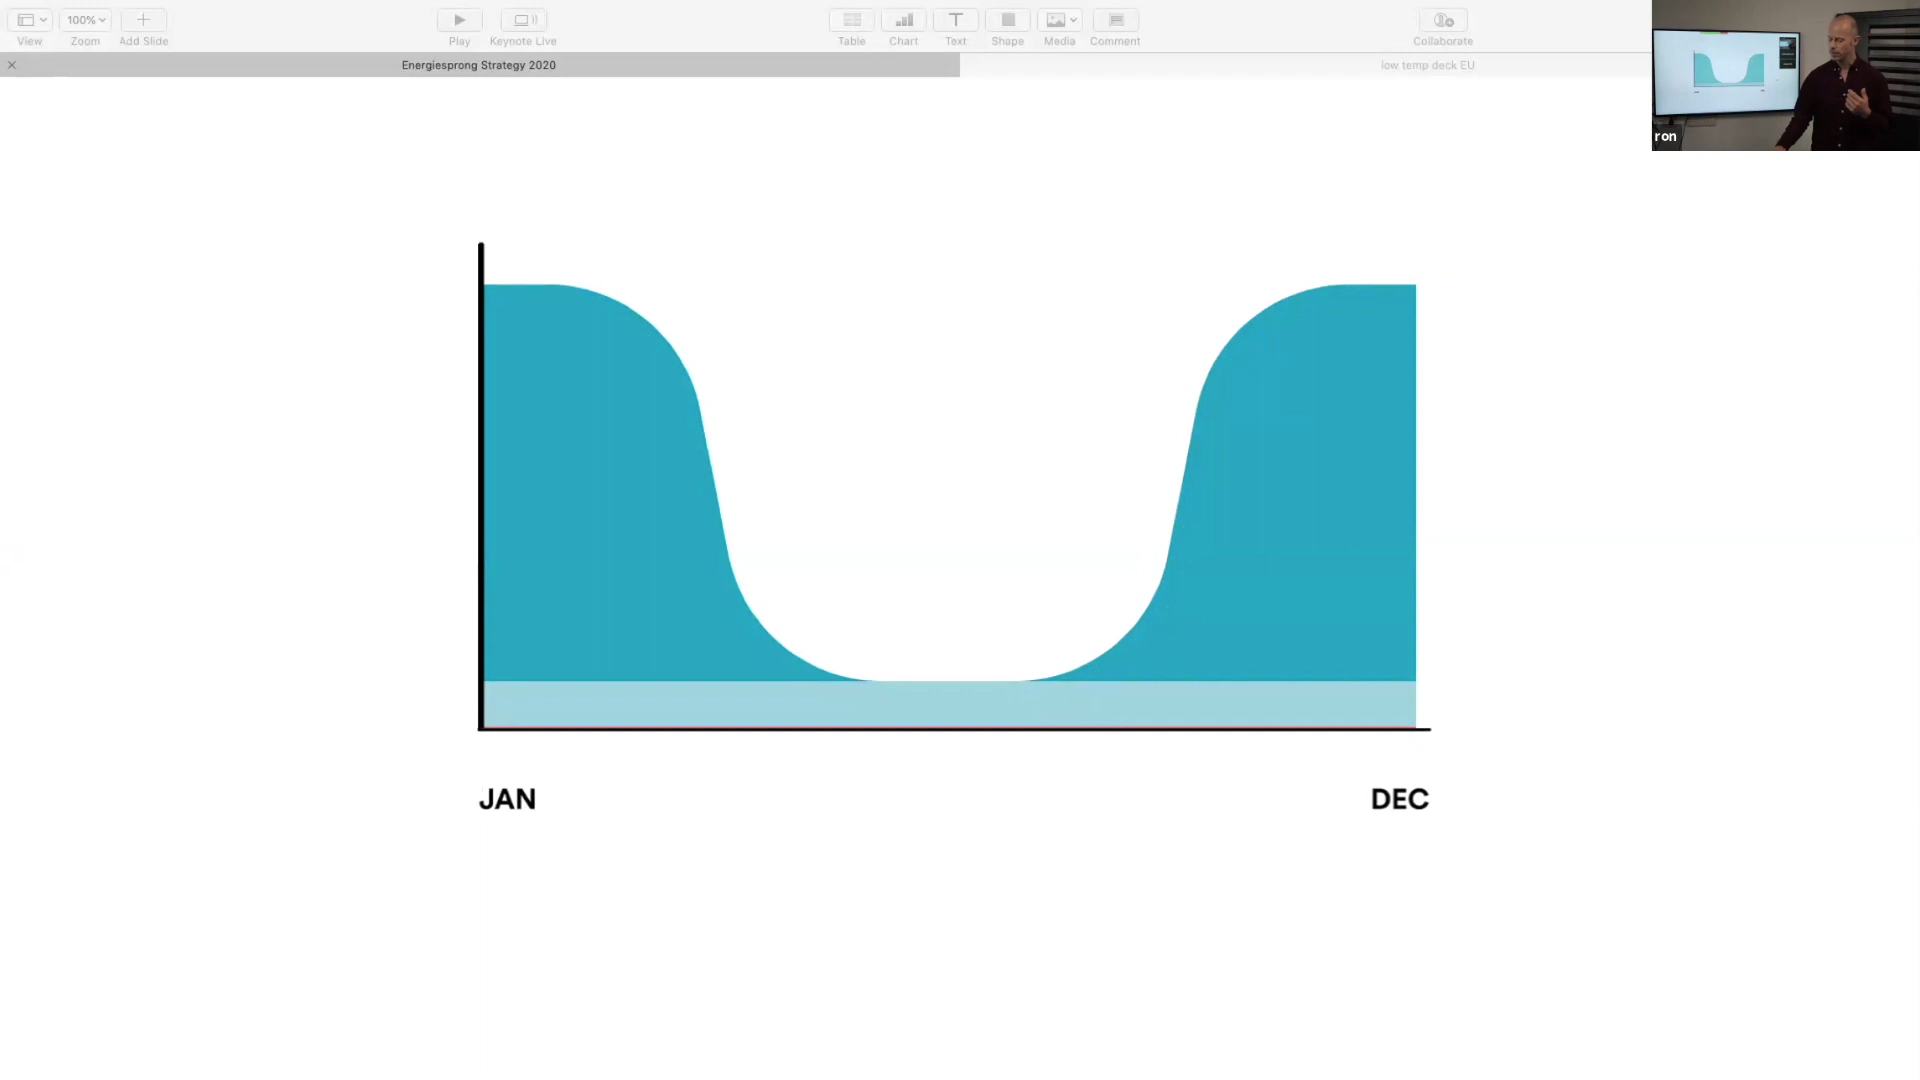 View
100%
Zoom
Add Slide
Play
Keynote Live
Table
Chart
Text
Shape
Media
Comment
Collaborate
Energiesprong Strategy 2020
low temp deck EU
ron
JAN
DEC